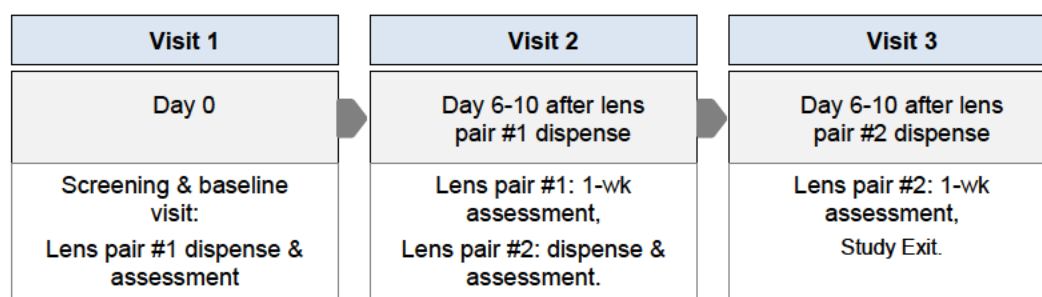 Visit 1
Day 0
Screening & baseline
visit:
Lens pair #1 dispense &
assessment
Visit 2
Day 6-10 after lens
pair #1 dispense
Lens pair #1: 1-wk
assessment,
Lens pair #2: dispense &
assessment.
Visit 3
Day 6-10 after lens
pair #2 dispense
Lens pair #2: 1-wk
assessment,
Study Exit.